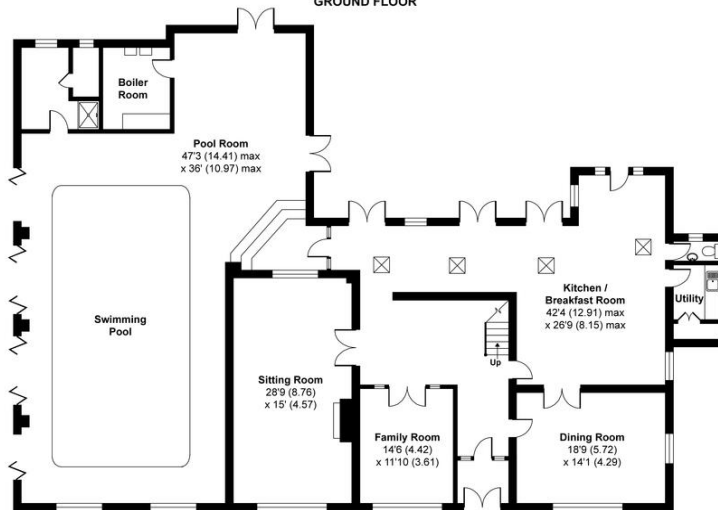 GROUND FLOOR
Boiler
Room
Pool Room
47'3 (14.41) max
x 36' (10.97) max
Swimming
Pool
Sitting Room
28'9 (8.76)
x 15' (4.57)
Up
Family Room
14'6 (4.42)
x 11'10 (3.61)
Kitchen /
Breakfast Room
42'4 (12.91) max
x 26'9 (8.15) max
Utility
Dining Room
18'9 (5.72)
x 14'1 (4.29)